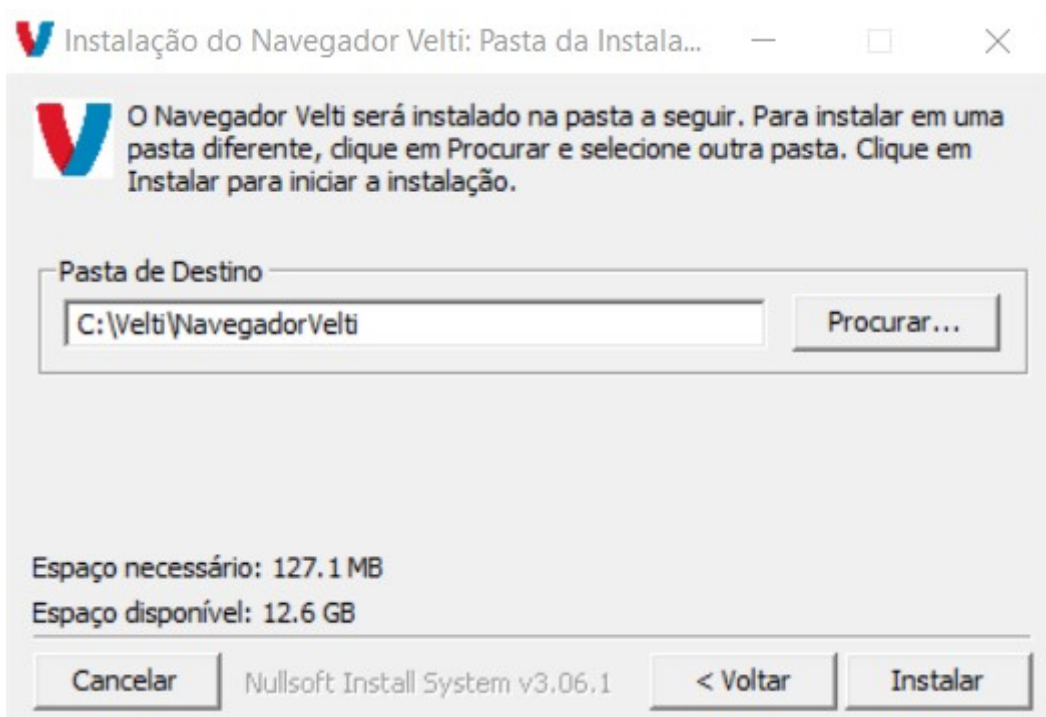 Instalação do Navegador Velti: Pasta da Instala...
O Navegador Velti será instalado na pasta a seguir. Para instalar em uma
pasta diferente, clique em Procurar e selecione outra pasta. Clique em
Instalar para iniciar a instalação.
Pasta de Destino
C:\Velti\NavegadorVelti
Procurar...
Espaço necessário: 127.1 MB
Espaço disponível: 12.6 GB
Cancelar
Nullsoft Install System v3.06.1
< Voltar
Instalar